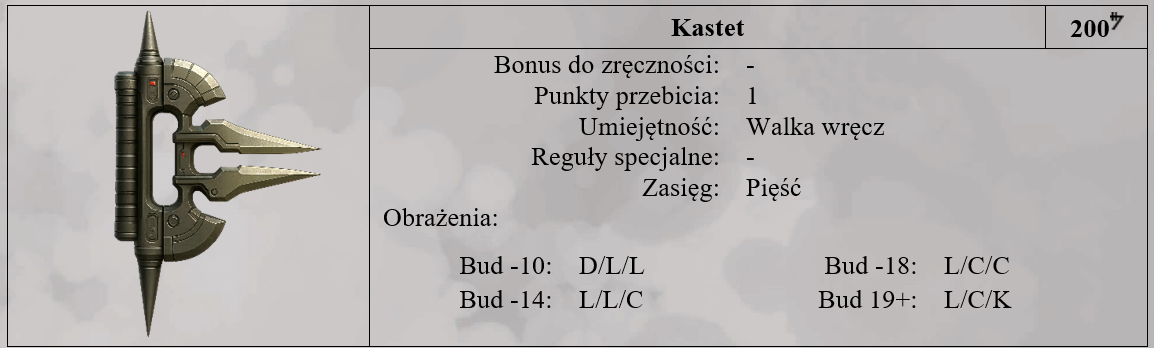 Kastet
200
Bonus do zręczności: -
Punkty przebicia: 1
Umiejętność: Walka wręcz
Reguły specjalne: -
Zasięg: Pięść
Obrażenia:
Bud -10: D/L/L Bud -18: L/C/C
Bud -14: L/L/C Bud 19+: L/C/K